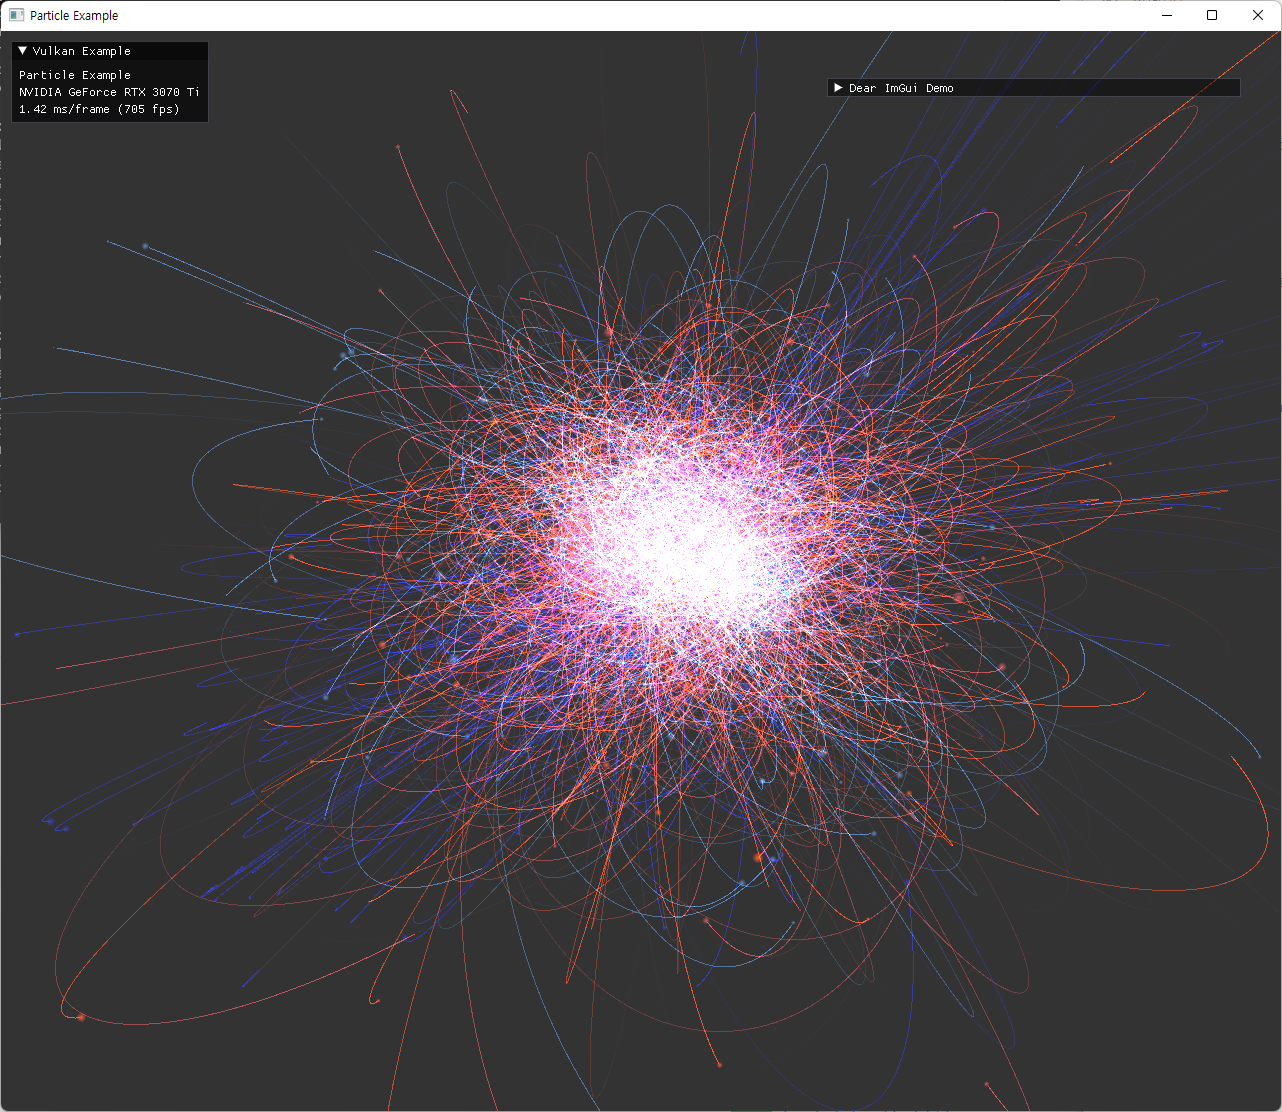 Particle Example
Vulkan Example
Particle Example
NVIDIA GeForce RTX 3070 Ti
1.42 ms/frame (705 fps)
Dear ImGui Demo